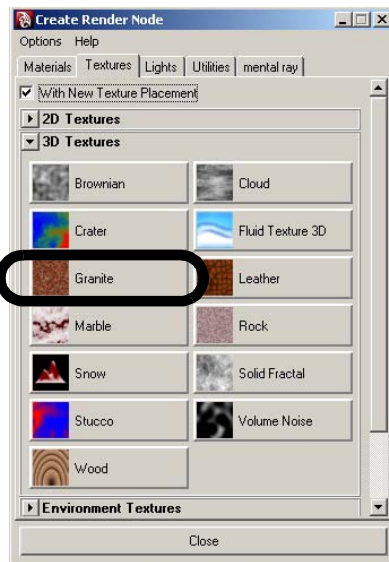 Create Render Node
Options Help
Materials Textures Lights Utilities mental ray
With New Texture Placement
2D Textures
3D Textures
Brownian Cloud
Crater Fluid Texture 3D
Granite Leather
Marble Rock
Snow Solid Fractal
Stucco Volume Noise
Wood
Environment Textures
Close